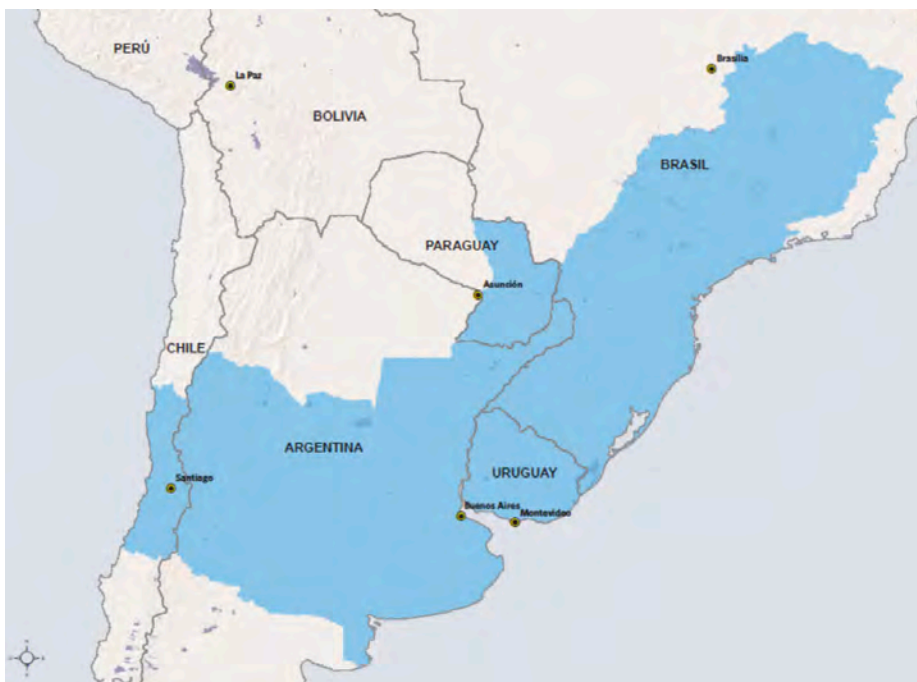 PERÚ
La Paz
Brasilia
BOLIVIA
BRASIL
PARAGUAY
Asunción
CHILE
ARGENTINA
URUGUAY
Santiago
Buenos Aires
Montevideo